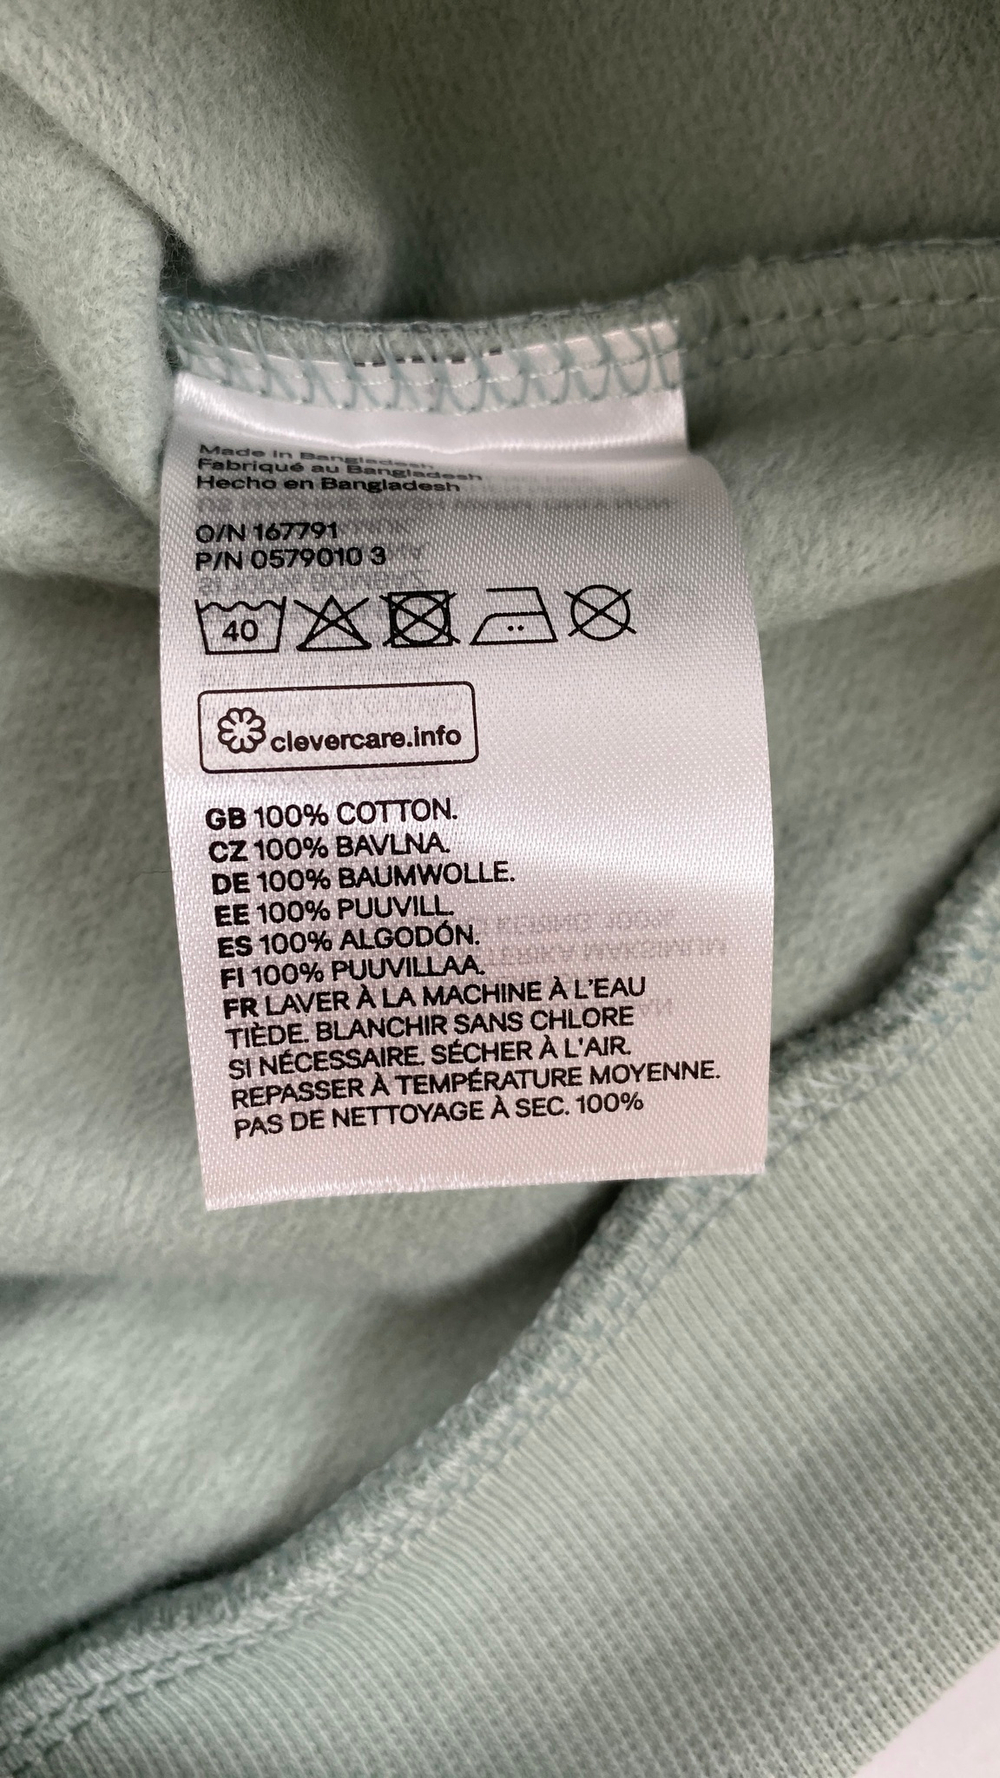 Made in Bangladesh
Fabriqué au Bangladesh
Hecho en Bangladesh
O/N 167791
P/N 0579010 3
40
clevercare.info
GB 100% COTTON.
CZ 100% BAVLNA.
DE 100% BAUMWOLLE.
EE 100% PUUVILL.
ES 100% ALGODÓN.
FI 100% PUUVILLAA.
FR LAVER À LA MACHINE À L'EAU
TIÈDE. BLANCHIR SANS CHLORE
SI NÉCESSAIRE. SÉCHER À L'AIR.
REPASSER À TEMPÉRATURE MOYENNE.
PAS DE NETTOYAGE À SEC. 100%